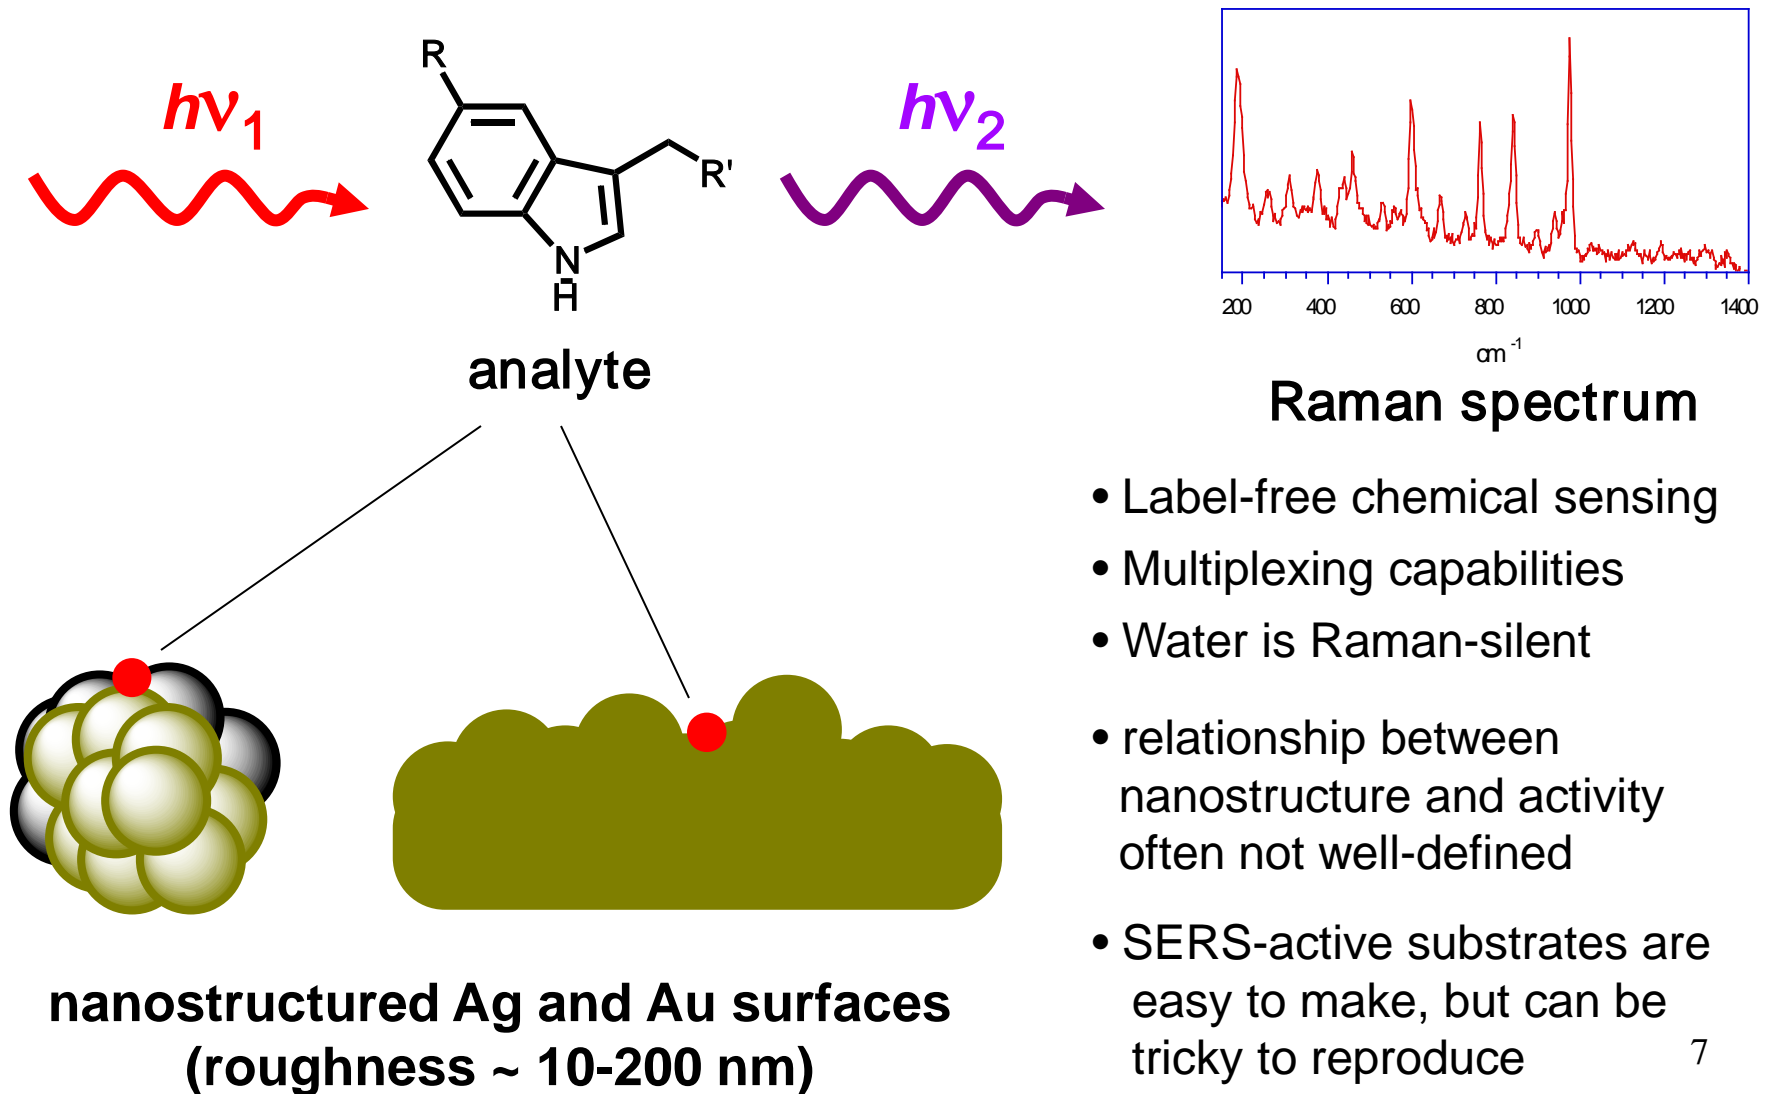 hν1
R
R'
N
H
analyte
hν2
200 400 600 800 1000 1200 1400
cm-1
Raman spectrum
• Label-free chemical sensing
• Multiplexing capabilities
• Water is Raman-silent
• relationship between
nanostructure and activity
often not well-defined
• SERS-active substrates are
easy to make, but can be
tricky to reproduce
nanostructured Ag and Au surfaces
(roughness ~ 10-200 nm)
7